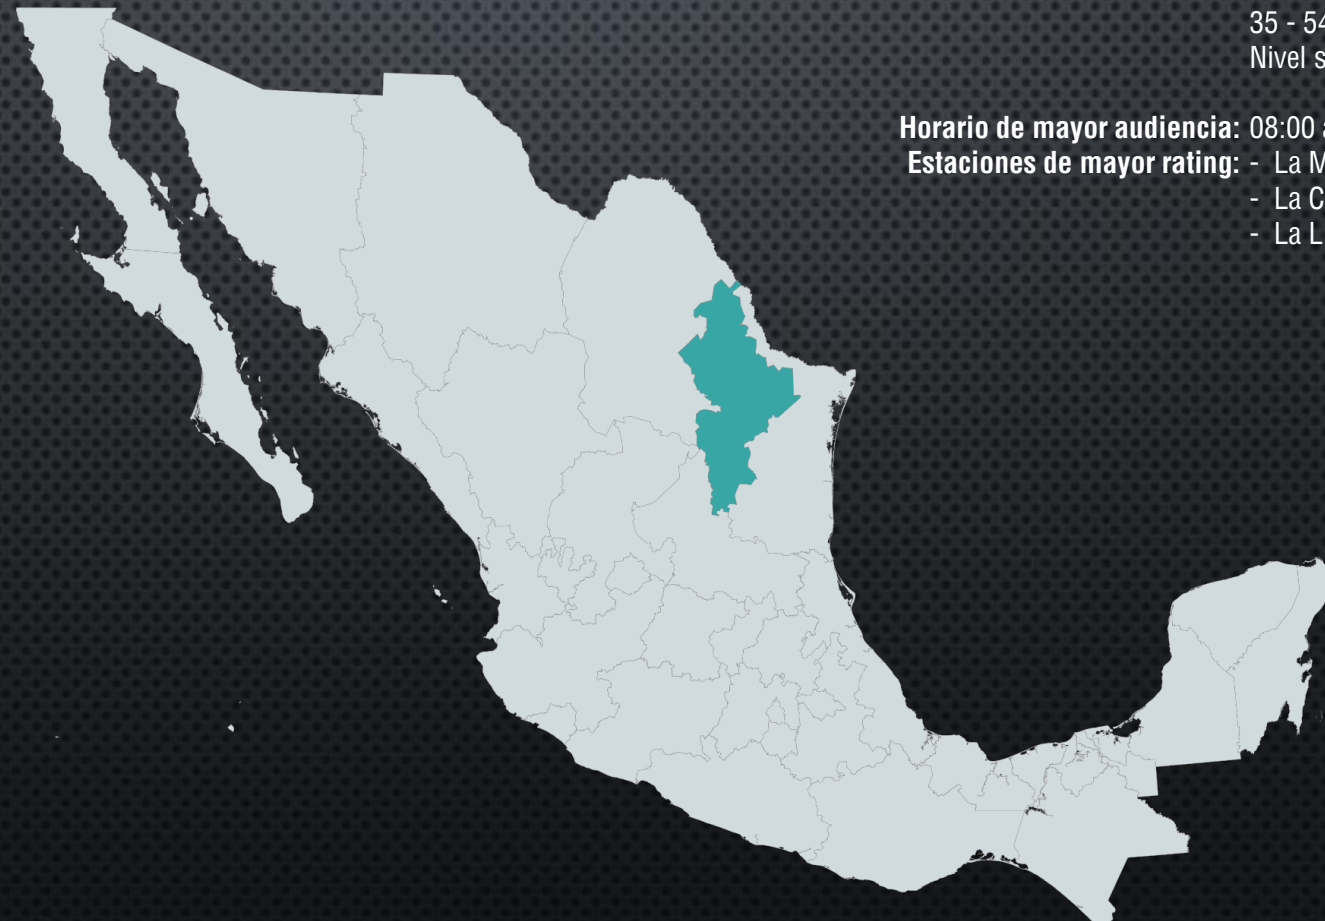 35 - 54
Nivel s
Horario de mayor audiencia: 08:00 a
Estaciones de mayor rating: - La M
- La C
- La L